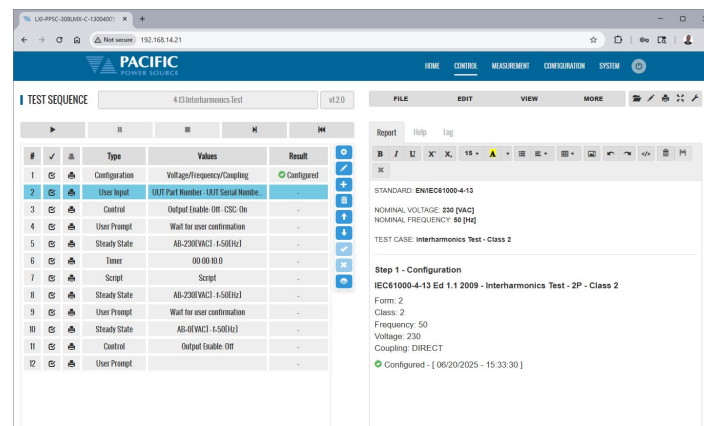 LXI-PPSC-308LMX-C-13004005
Not secure 192.168.14.21
PACIFIC
POWER SOURCE
HOME CONTROL MEASUREMENT CONFIGURATION SYSTEM
TEST SEQUENCE 4-13-Interharmonics-Test v1.2.0
FILE EDIT VIEW MORE
Report Help Log
# Type Values Result
1 Configuration Voltage/Frequency/Coupling Configured
2 User Input UUT Part Number - UUT Serial Numbe...
3 Control Output Enable: Off - CSC: On -
4 User Prompt Wait for user confirmation -
5 Steady State AB-230[VAC] - f-50[Hz] -
6 Timer 00:00:10.0 -
7 Script Script -
8 Steady State AB-230[VAC] - f-50[Hz] -
9 User Prompt Wait for user confirmation -
10 Steady State AB-0[VAC] - f-50[Hz] -
11 Control Output Enable: Off -
12 User Prompt -
B I U X X 15 A
STANDARD: EN/IEC61000-4-13
NOMINAL VOLTAGE: 230 [VAC]
NOMINAL FREQUENCY: 50 [Hz]
TEST CASE: Interharmonics Test - Class 2
Step 1 - Configuration
IEC61000-4-13 Ed 1.1 2009 - Interharmonics Test - 2P - Class 2
Form: 2
Class: 2
Frequency: 50
Voltage: 230
Coupling: DIRECT
Configured - [ 06/20/2025 - 15:33:30 ]